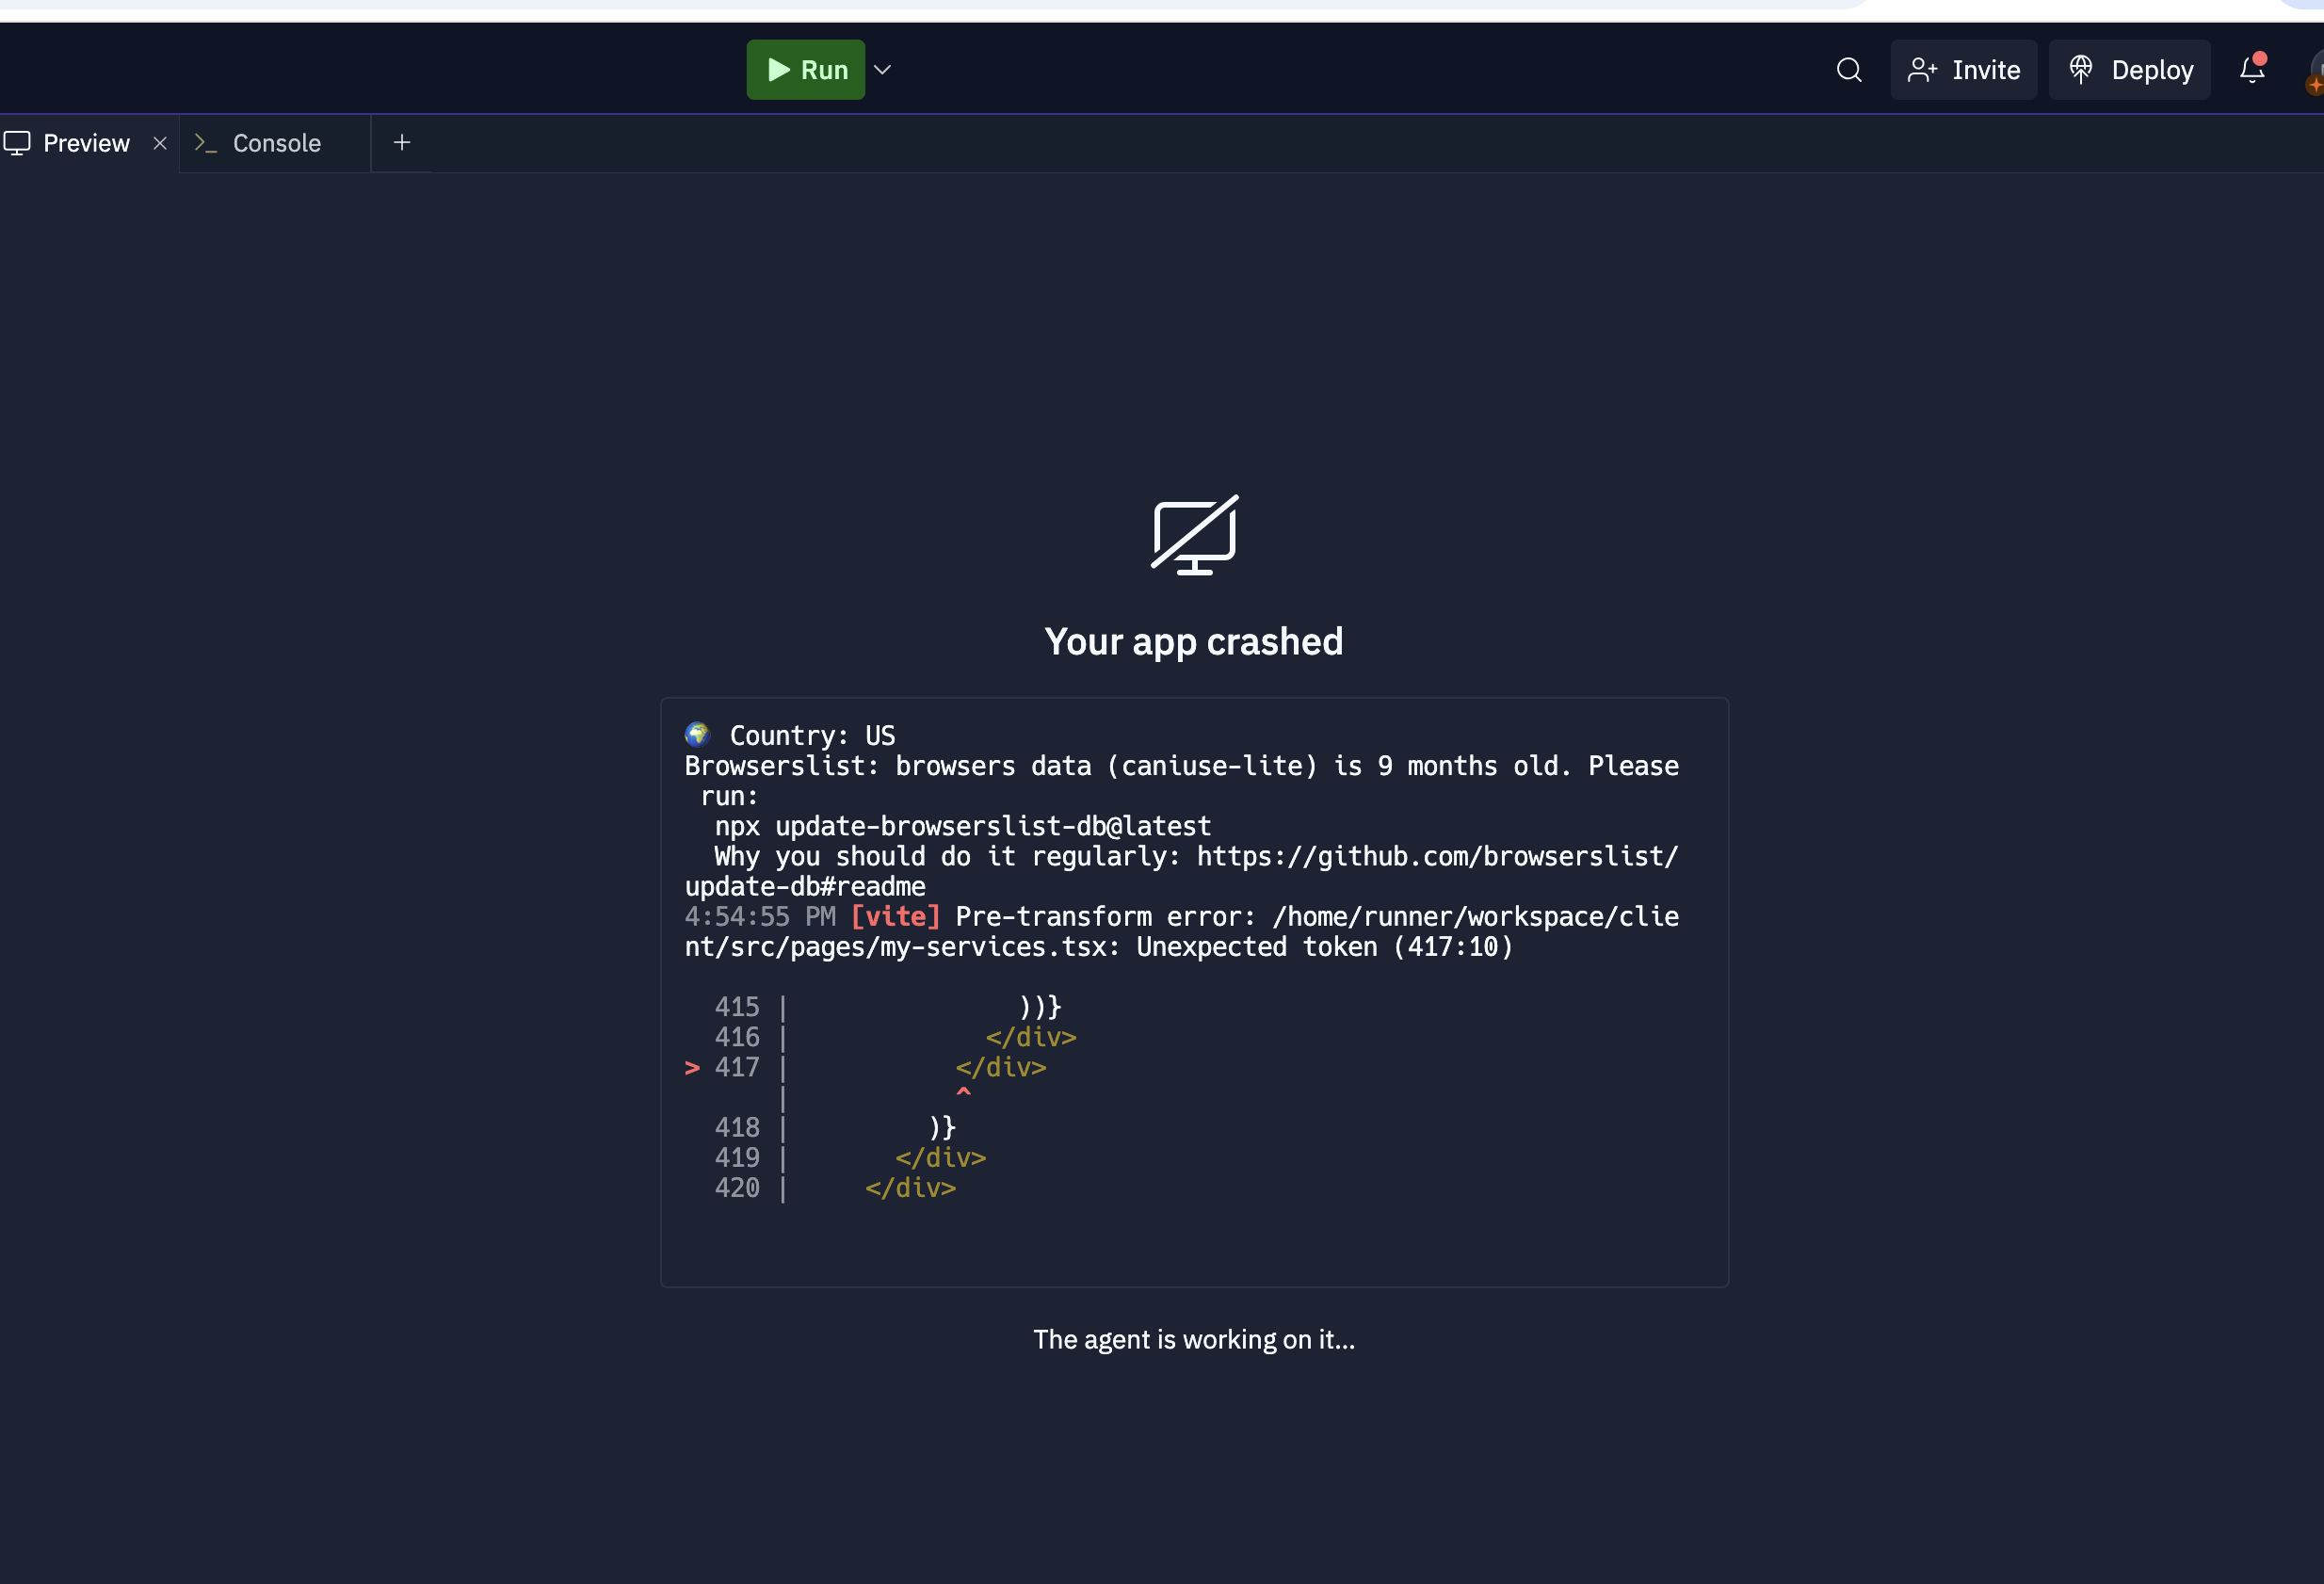 Run
Invite
Deploy
Preview
Console
Your app crashed
Country: US
Browserslist: browsers data (caniuse-lite) is 9 months old. Please
run:
npx update-browserslist-db@latest
Why you should do it regularly: https://github.com/browserslist/
update-db#readme
4:54:55 PM [vite] Pre-transform error: /home/runner/workspace/clie
nt/src/pages/my-services.tsx: Unexpected token (417:10)
415 |                ))}
416 |              </div>
> 417 |            </div>
|            ^
418 |          )}
419 |        </div>
420 |      </div>
The agent is working on it...